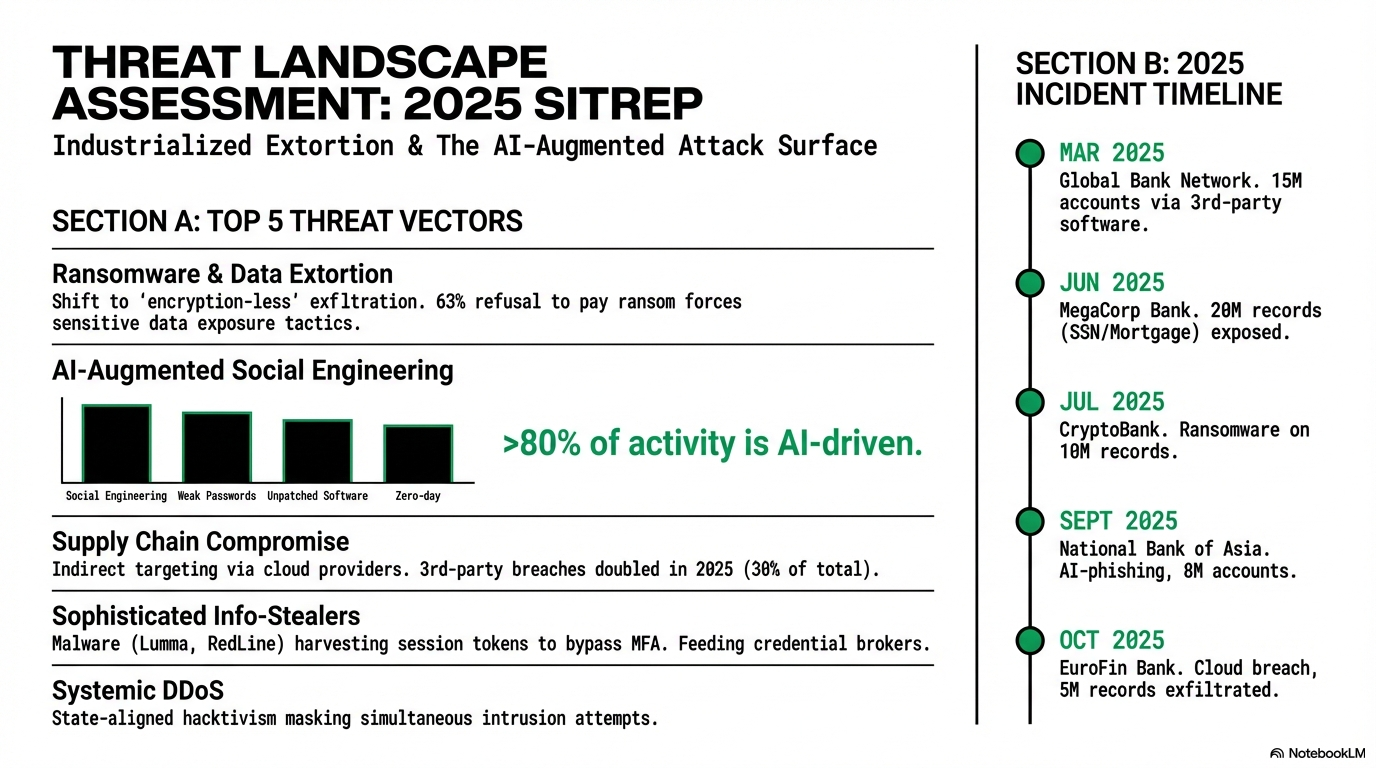 THREAT LANDSCAPE
ASSESSMENT: 2025 SITREP
Industrialized Extortion & The AI-Augmented Attack Surface
SECTION A: TOP 5 THREAT VECTORS
Ransomware & Data Extortion
Shift to ‘encryption-less’ exfltration. 63% refusal to pay ransom forces
sensitive data exposure tactics.
AI-Augmented Social Engineering
Social Engineering Weak Passwords Unpatched Software Zero-day
>80% of activity is AI-driven.
Supply Chain Compromise
Indirect targeting via cloud providers. 3rd-party breaches doubled in 2025 (30% of total).
Sophisticated Info-Stealers
Malware (Lumma, RedLine) harvesting session tokens to bypass MFA. Feeding credential brokers.
Systemic DDoS
State-aligned hacktivism masking simultaneous intrusion attempts.
SECTION B: 2025
INCIDENT TIMELINE
MAR 2025
Global Bank Network. 15M
accounts via 3rd-party
software.
JUN 2025
MegaCorp Bank. 20M records
(SSN/Mortgage) exposed.
JUL 2025
CryptoBank. Ransomware on
10M records.
SEPT 2025
National Bank of Asia.
AI-phishing, 8M accounts.
OCT 2025
EuroFin Bank. Cloud breach,
5M records exfiltrated.
NotebookLM